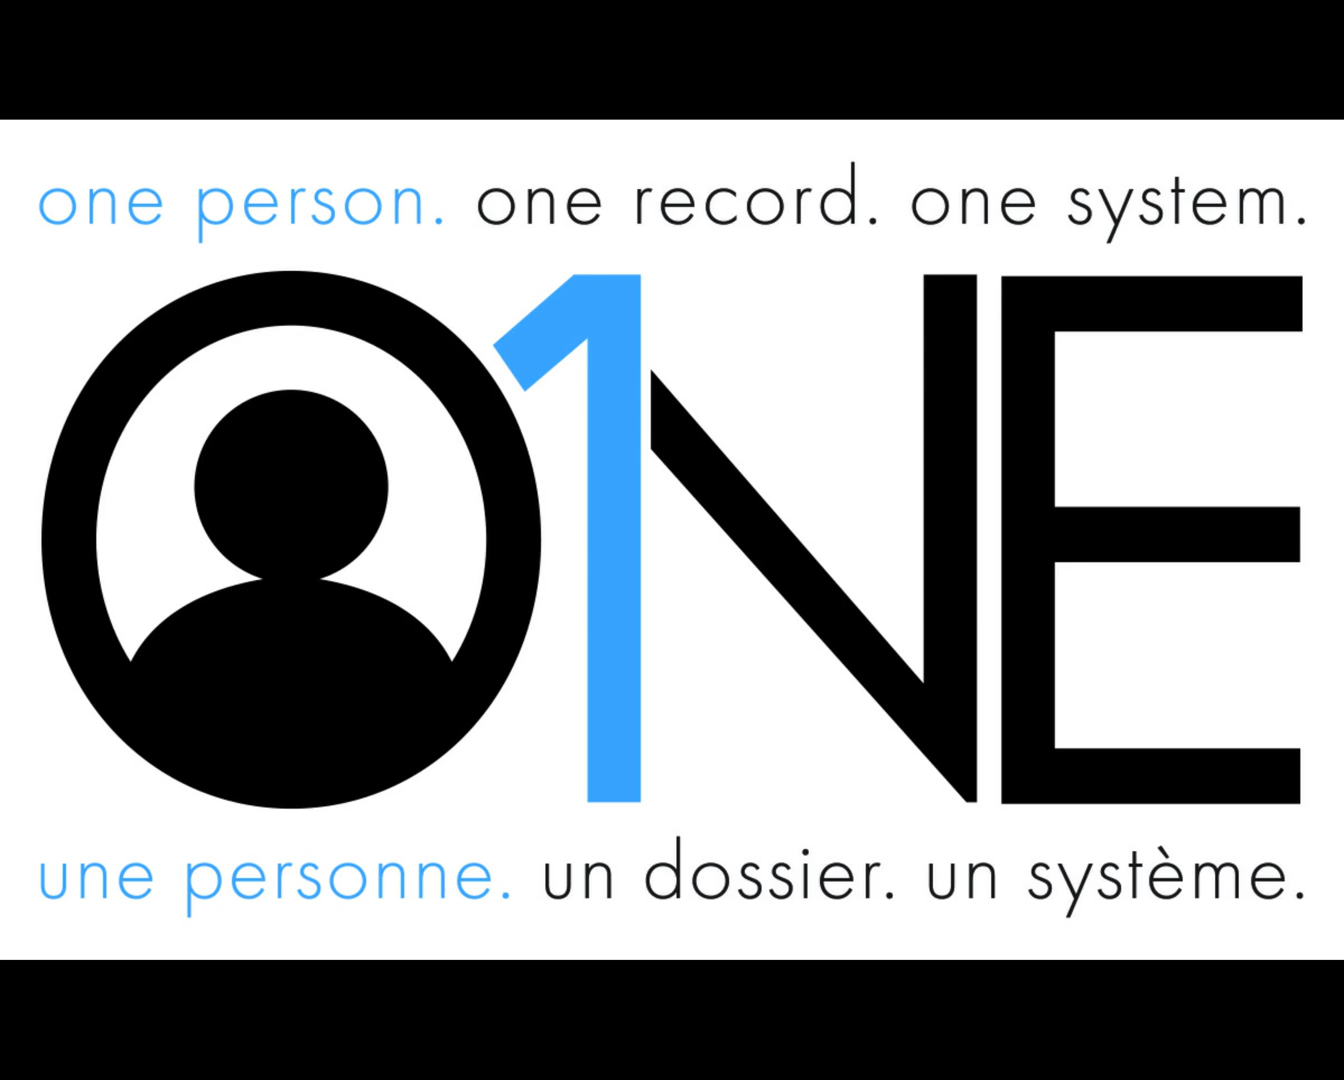 one person. one record. one system.
O1NE
une personne. un dossier. un système.